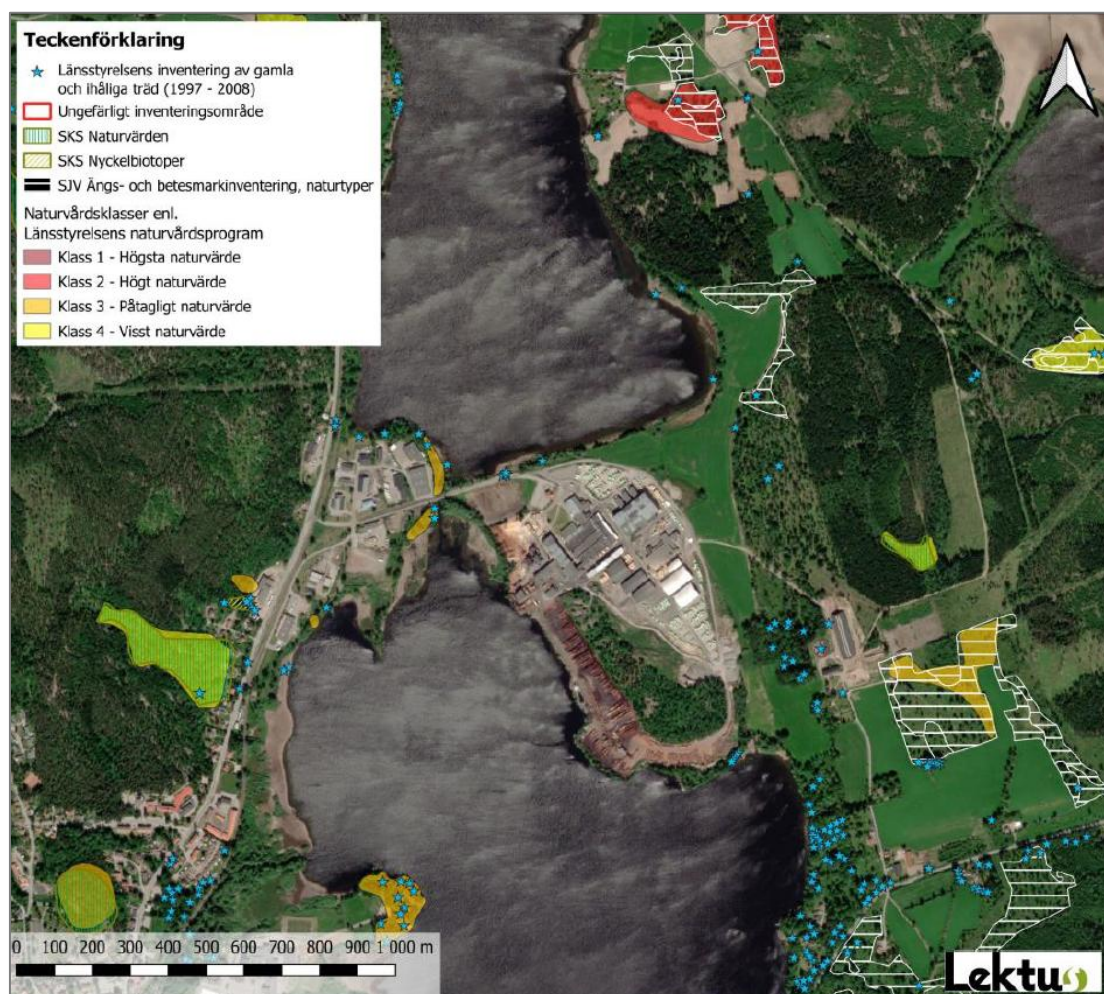 Teckenförklaring
Länsstyrelsens inventering av gamla
och ihåliga träd (1997 - 2008)
Ungefärligt inventeringsområde
SKS Naturvärden
SKS Nyckelbiotoper
SJV Ängs- och betesmarkinventering, naturtyper
Naturvårdsklasser enl.
Länsstyrelsens naturvårdsprogram
Klass 1 - Högsta naturvärde
Klass 2 - Högt naturvärde
Klass 3 - Påtagligt naturvärde
Klass 4 - Visst naturvärde
0 100 200 300 400 500 600 700 800 900 1 000 m
Lektus